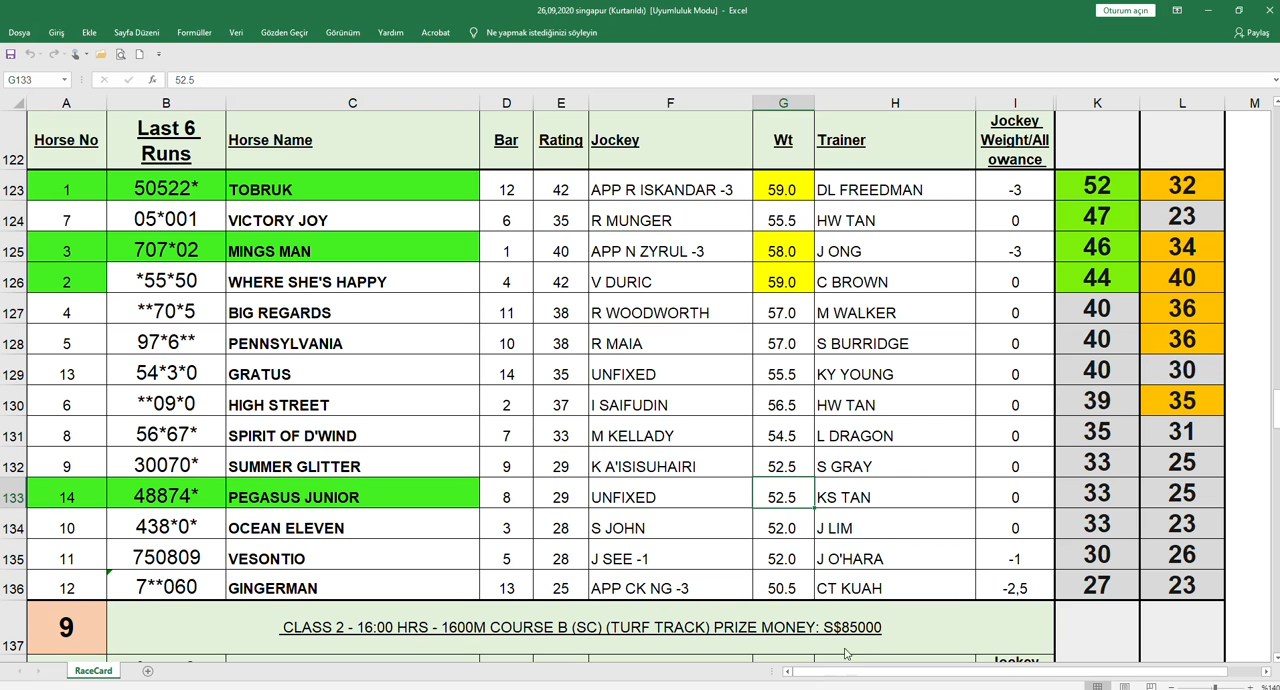 26,09,2020 singapur (Kurtarıldı)  [Uyumluluk Modu]  -  Excel
Oturum açın
Dosya Giriş Ekle Sayfa Düzeni Formüller Veri Gözden Geçir Görünüm Yardım Acrobat Ne yapmak istediğinizi söyleyin Paylaş
G133 fx 52.5
A B C D E F G H I K L M
122 Horse No Last 6 Runs Horse Name Bar Rating Jockey Wt Trainer Jockey Weight/Allowance
123 1 50522* TOBRUK 12 42 APP R ISKANDAR -3 59.0 DL FREEDMAN -3 52 32
124 7 05*001 VICTORY JOY 6 35 R MUNGER 55.5 HW TAN 0 47 23
125 3 707*02 MINGS MAN 1 40 APP N ZYRUL -3 58.0 J ONG -3 46 34
126 2 *55*50 WHERE SHE'S HAPPY 4 42 V DURIC 59.0 C BROWN 0 44 40
127 4 **70*5 BIG REGARDS 11 38 R WOODWORTH 57.0 M WALKER 0 40 36
128 5 97*6** PENNSYLVANIA 10 38 R MAIA 57.0 S BURRIDGE 0 40 36
129 13 54*3*0 GRATUS 14 35 UNFIXED 55.5 KY YOUNG 0 40 30
130 6 **09*0 HIGH STREET 2 37 I SAIFUDIN 56.5 HW TAN 0 39 35
131 8 56*67* SPIRIT OF D'WIND 7 33 M KELLADY 54.5 L DRAGON 0 35 31
132 9 30070* SUMMER GLITTER 9 29 K A'ISISUHAIRI 52.5 S GRAY 0 33 25
133 14 48874* PEGASUS JUNIOR 8 29 UNFIXED 52.5 KS TAN 0 33 25
134 10 438*0* OCEAN ELEVEN 3 28 S JOHN 52.0 J LIM 0 33 23
135 11 750809 VESONTIO 5 28 J SEE -1 52.0 J O'HARA -1 30 26
136 12 7**060 GINGERMAN 13 25 APP CK NG -3 50.5 CT KUAH -2,5 27 23
137 9 CLASS 2 - 16:00 HRS - 1600M COURSE B (SC) (TURF TRACK) PRIZE MONEY: S$85000
Jockey
RaceCard
%140